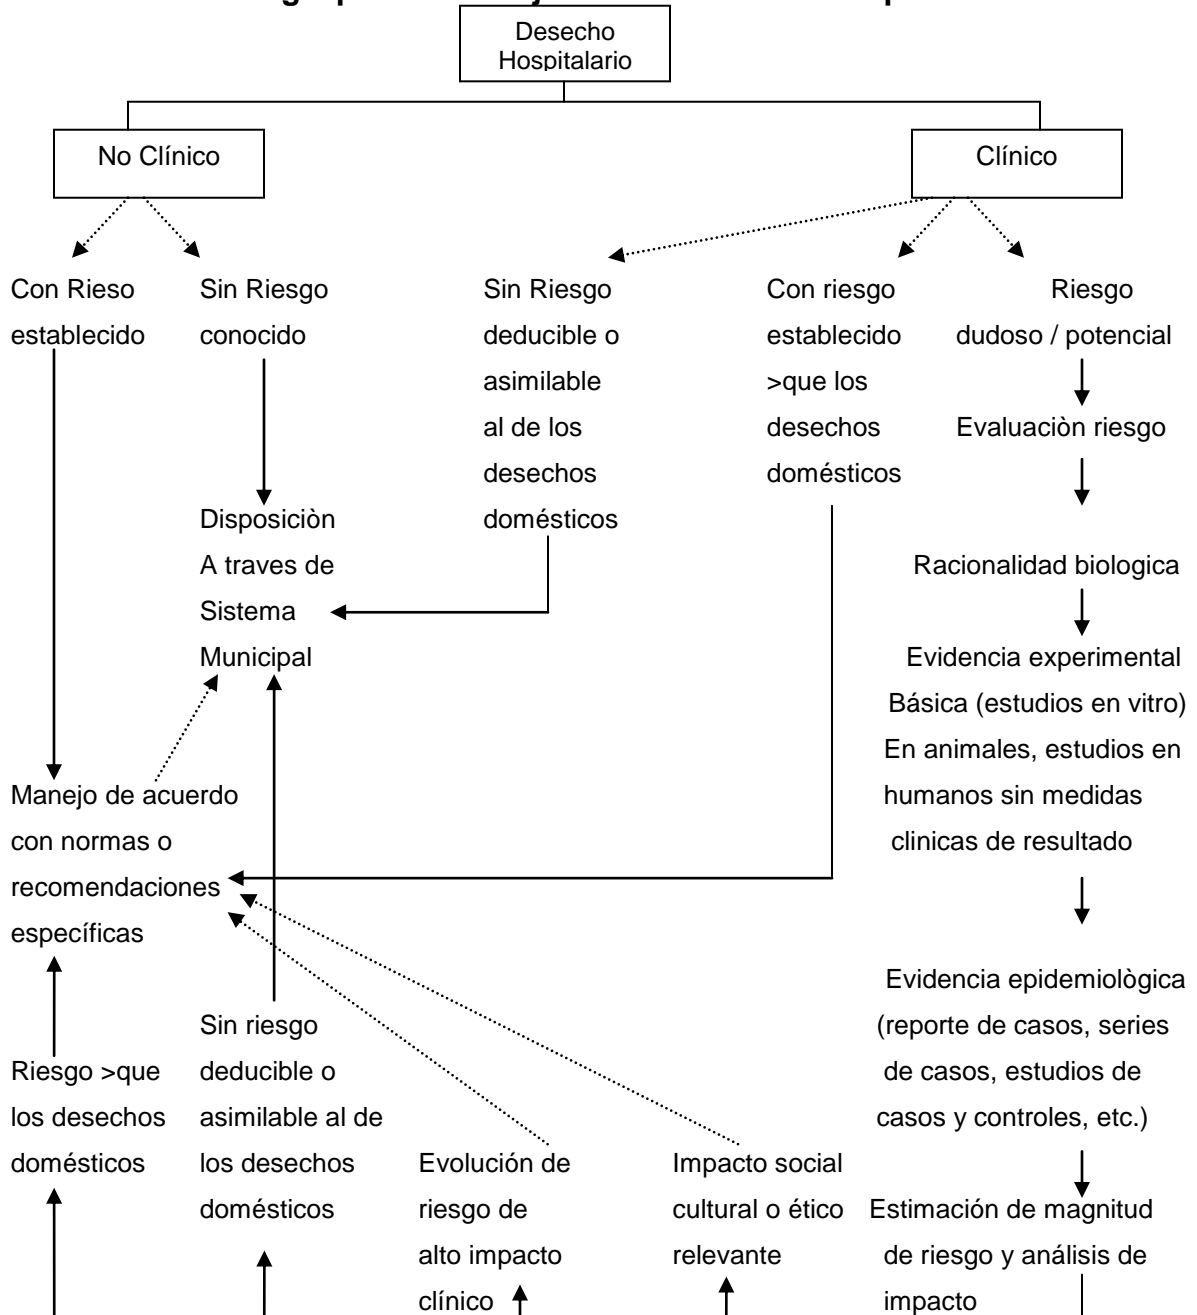 Desecho
Hospitalario
No Clínico
Clínico
Con Rieso
establecido
Sin Riesgo
conocido
Sin Riesgo
deducible o
asimilable
al de los
desechos
domésticos
Con riesgo
establecido
>que los
desechos
domésticos
Riesgo
dudoso / potencial
Evaluaciòn riesgo
Racionalidad biologica
Evidencia experimental
Básica (estudios en vitro)
En animales, estudios en
humanos sin medidas
clinicas de resultado
Evidencia epidemiològica
(reporte de casos, series
de casos, estudios de
casos y controles, etc.)
Estimación de magnitud
de riesgo y análisis de
impacto
Disposiciòn
A traves de
Sistema
Municipal
Manejo de acuerdo
con normas o
recomendaciones
específicas
Riesgo >que
los desechos
domésticos
Sin riesgo
deducible o
asimilable al de
los desechos
domésticos
Evolución de
riesgo de
alto impacto
clínico
Impacto social
cultural o ético
relevante